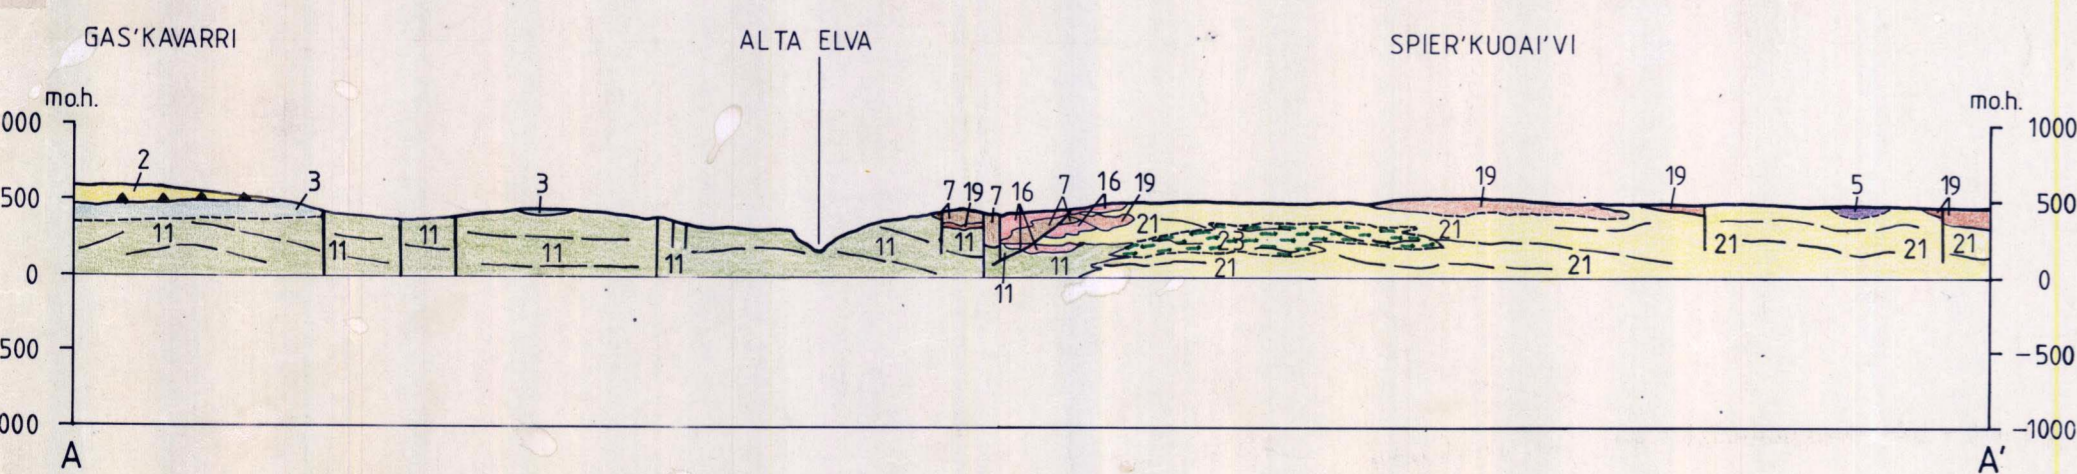 GAS'KAVARRI ALTA ELVA SPIER'KUOAI'VI
mo.h. mo.h.
000 1000
2 3 3 7 19 7 16 7 16 19 19 19 5 19
500 500
11 11 11 11 11 11 11 11 21 23 21 21 21 21 21 21
0 0
11
500 -500
000 -1000
A A'